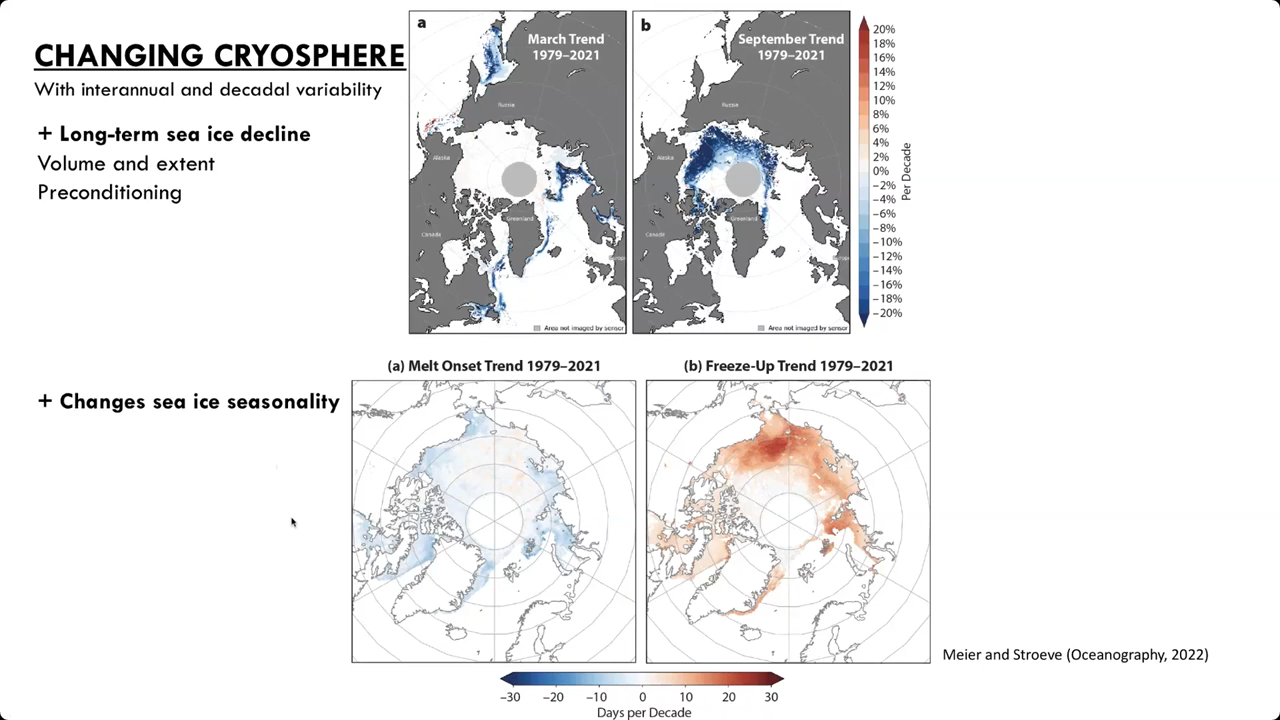 CHANGING CRYOSPHERE
With interannual and decadal variability
+ Long-term sea ice decline
Volume and extent
Preconditioning
a
March Trend
1979–2021
Russia
Alaska
Greenland
Canada
Area not imaged by sensor
b
September Trend
1979–2021
Russia
Alaska
Greenland
Canada
Area not imaged by sensor
20%
18%
16%
14%
12%
10%
8%
6%
4%
2%
0%
–2%
–4%
–6%
–8%
–10%
–12%
–14%
–16%
–18%
–20%
Per Decade
+ Changes sea ice seasonality
(a) Melt Onset Trend 1979–2021
(b) Freeze-Up Trend 1979–2021
–30 –20 –10 0 10 20 30
Days per Decade
Meier and Stroeve (Oceanography, 2022)